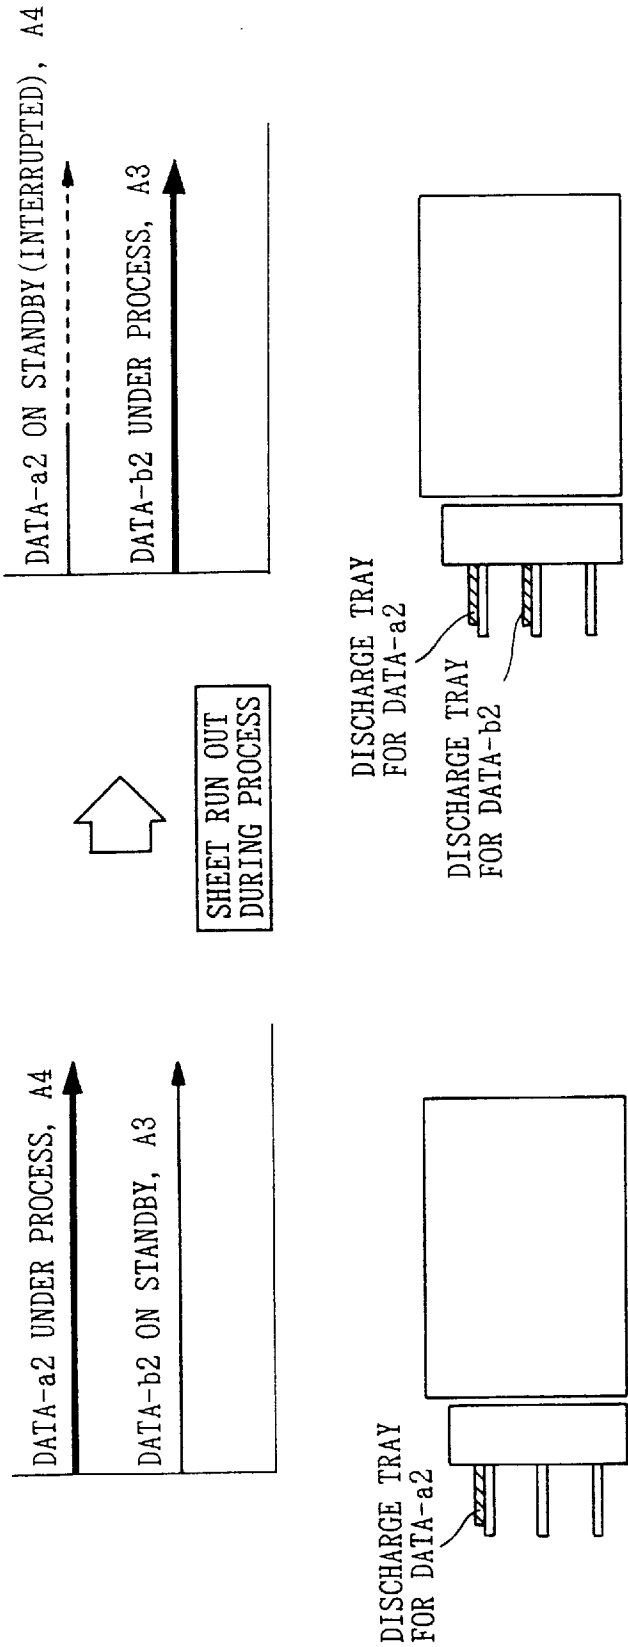 DATA-a2 UNDER PROCESS, A4
DATA-b2 ON STANDBY, A3
DISCHARGE TRAY
FOR DATA-a2
SHEET RUN OUT
DURING PROCESS
DATA-a2 ON STANDBY(INTERRUPTED), A4
DATA-b2 UNDER PROCESS, A3
DISCHARGE TRAY
FOR DATA-a2
DISCHARGE TRAY
FOR DATA-b2